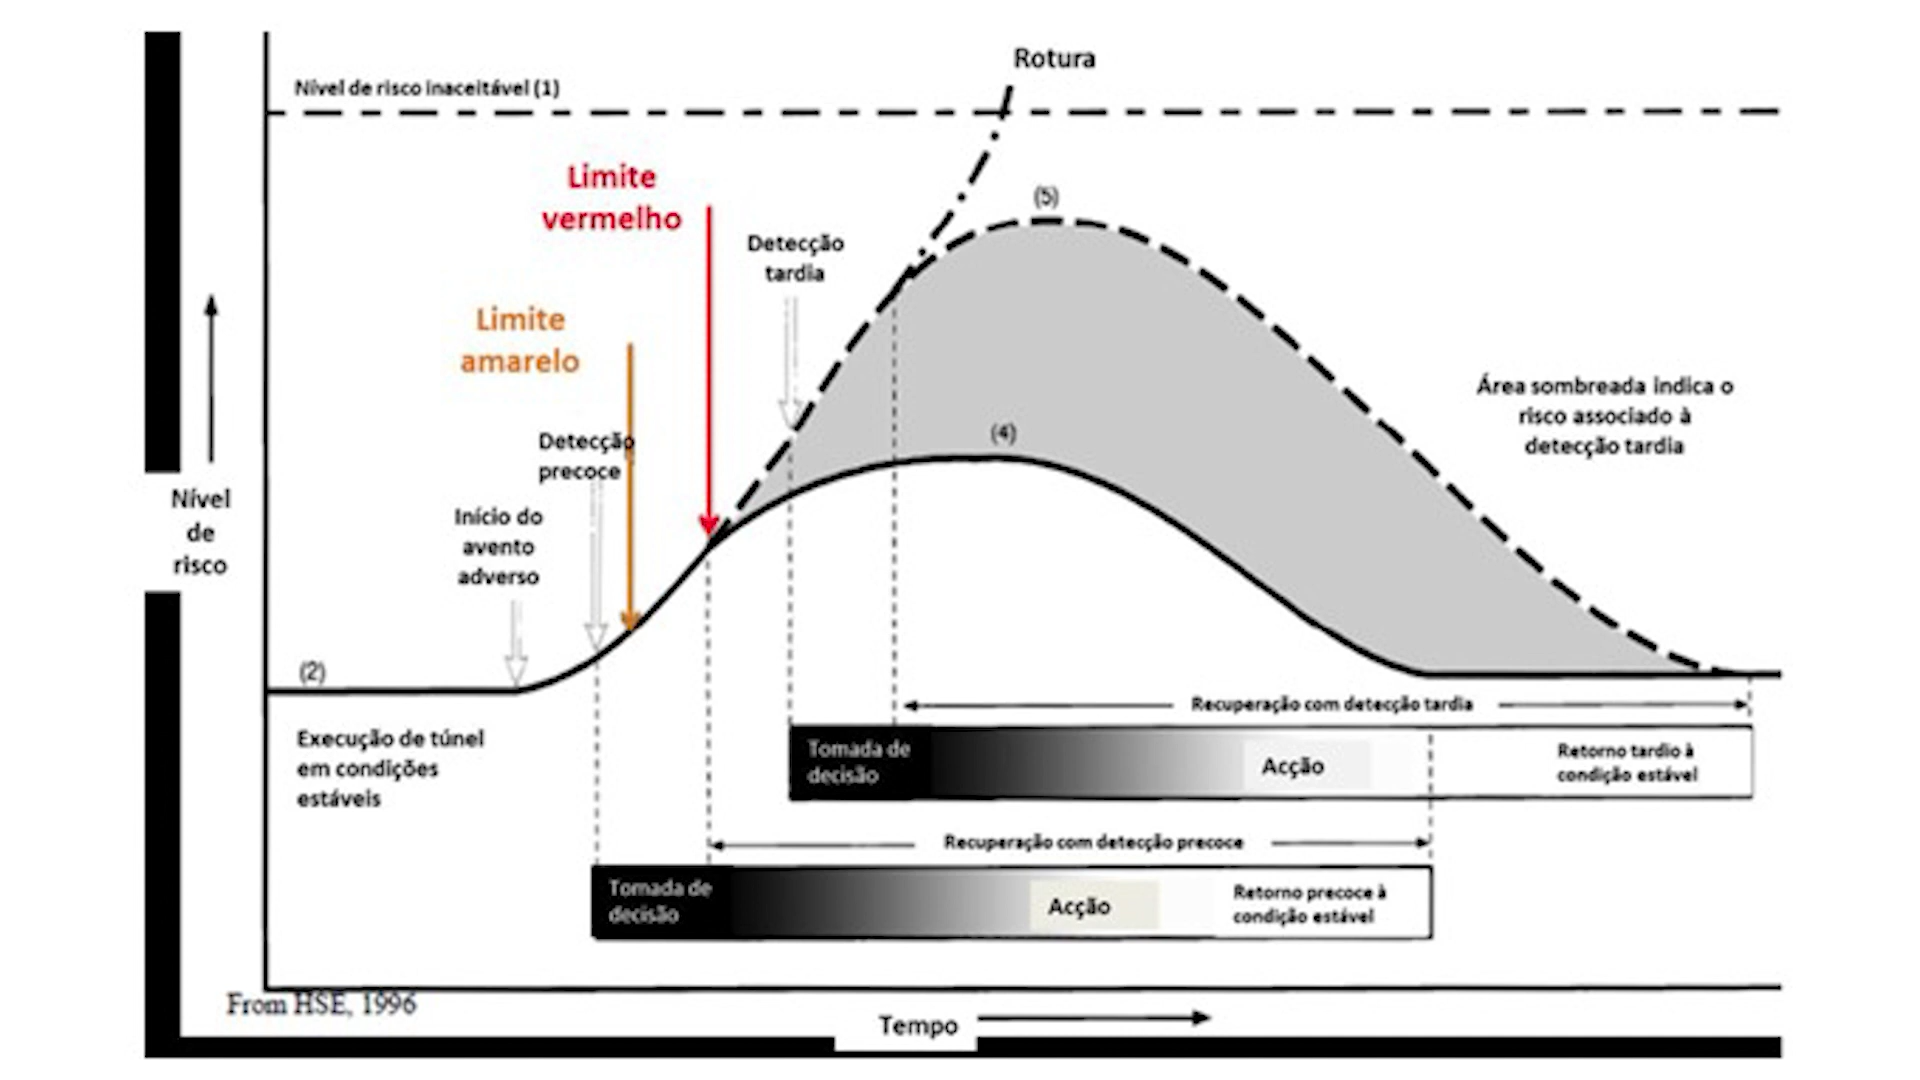 Rotura
Nível de risco inaceitável (1)
Limite
vermelho
(5)
Detecção
tardia
Limite
amarelo
Área sombreada indica o
risco associado à
detecção tardia
(4)
Detecção
precoce
Nível
de
risco
Início do
avento
adverso
(2)
Recuperação com detecção tardia
Execução de túnel
em condições
estáveis
Tomada de
decisão
Acção
Retorno tardio à
condição estável
Recuperação com detecção precoce
Tomada de
decisão
Acção
Retorno precoce à
condição estável
From HSE, 1996
Tempo